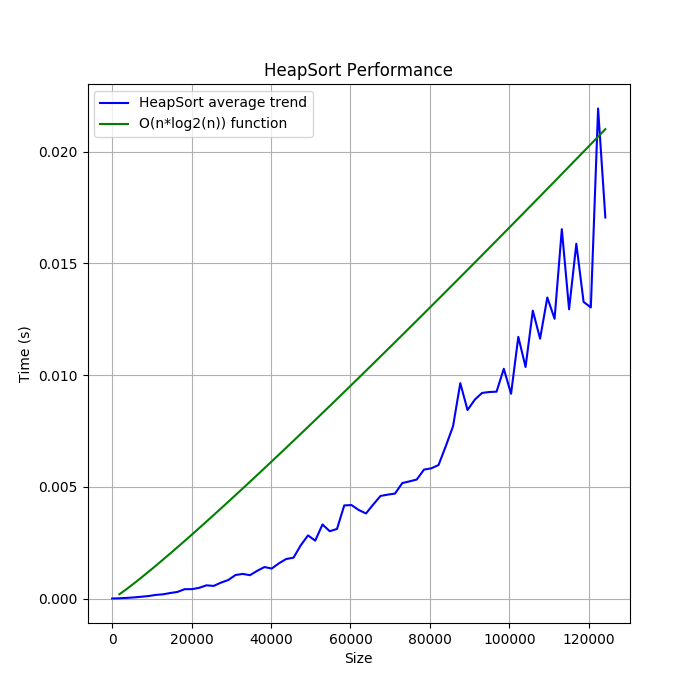 HeapSort Performance
HeapSort average trend
O(n*log2(n)) function
0.020
0.015
0.010
0.005
0.000
Time (s)
0 20000 40000 60000 80000 100000 120000
Size